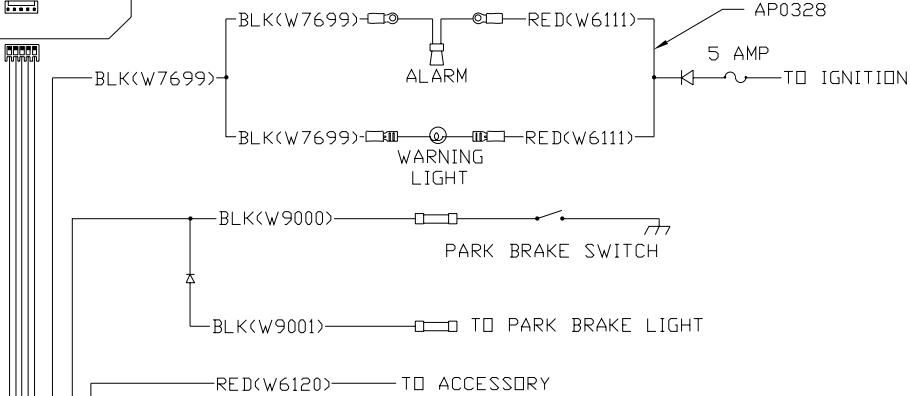 BLK(W7699) RED(W6111) AP0328
5 AMP
ALARM
BLK(W7699) TO IGNITION
BLK(W7699) RED(W6111)
WARNING
LIGHT
BLK(W9000)
PARK BRAKE SWITCH
BLK(W9001) TO PARK BRAKE LIGHT
RED(W6120) TO ACCESSORY